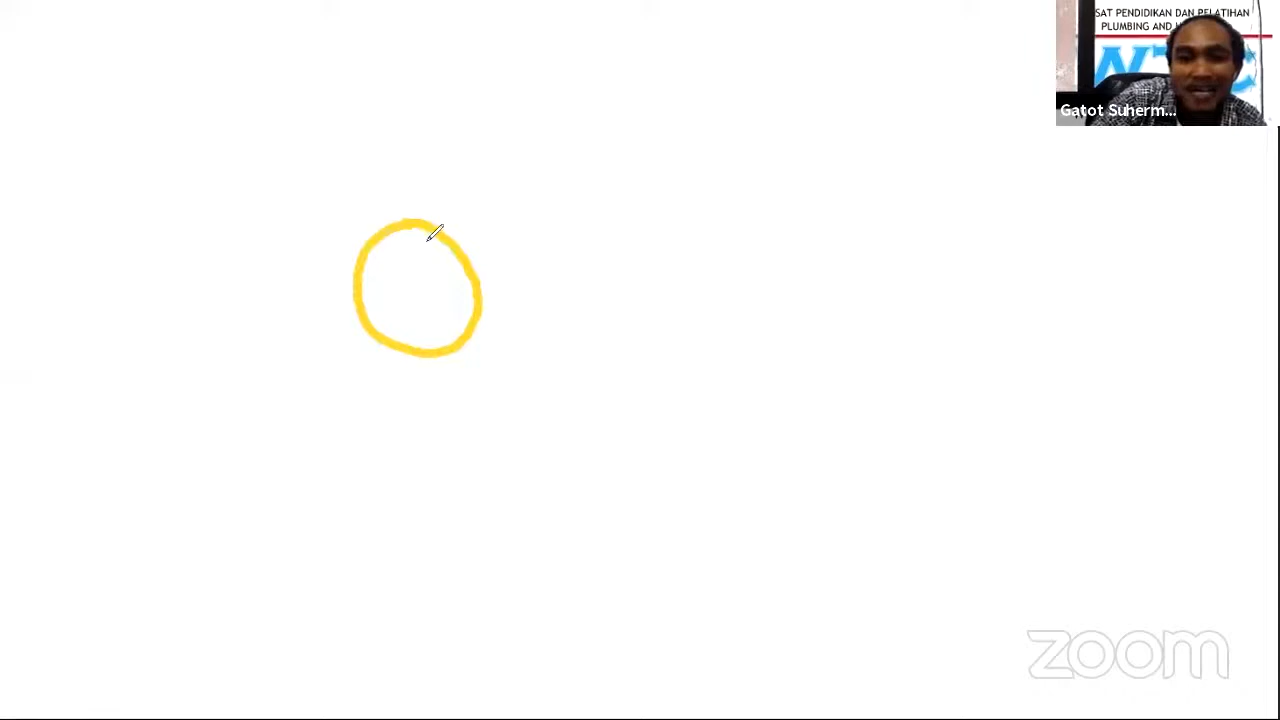 SAT PENDIDIKAN DAN PELATIHAN
PLUMBING AND
Gatot Suherm...
zoom